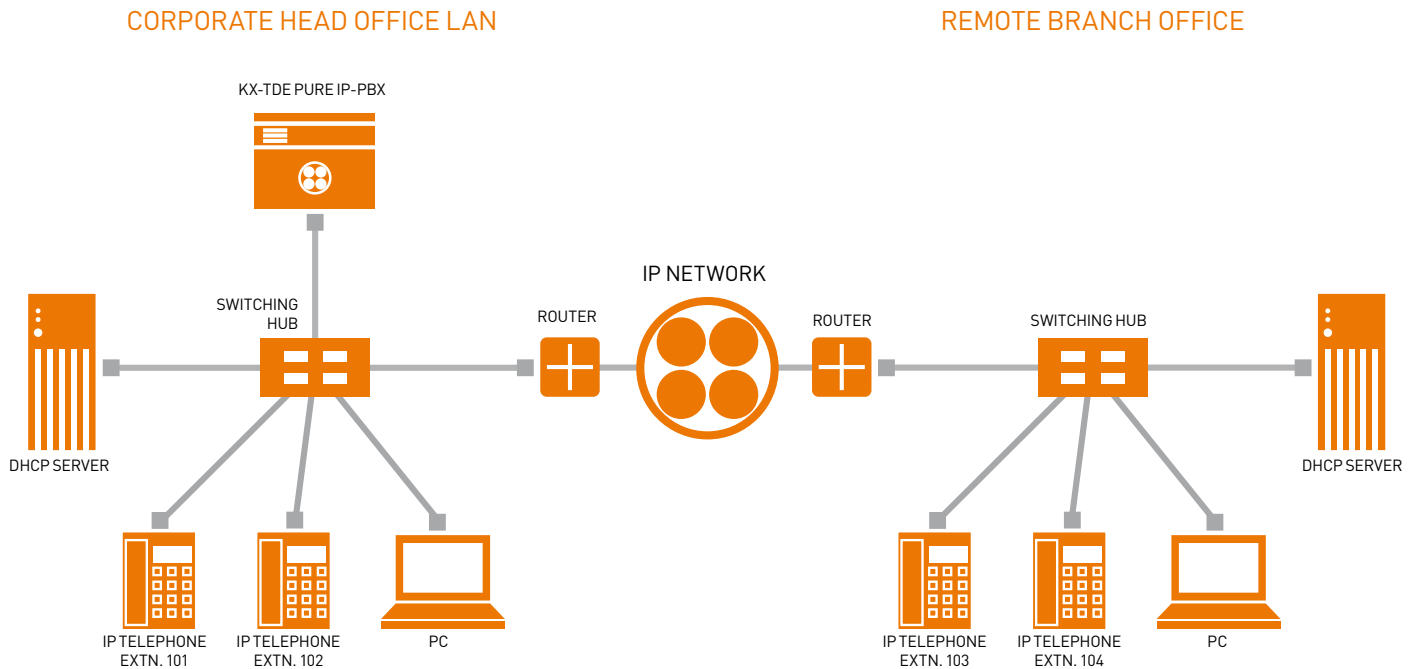 CORPORATE HEAD OFFICE LAN
REMOTE BRANCH OFFICE
KX-TDE PURE IP-PBX
IP NETWORK
SWITCHING
HUB
ROUTER
ROUTER
SWITCHING HUB
DHCP SERVER
DHCP SERVER
IP TELEPHONE
EXTN. 101
IP TELEPHONE
EXTN. 102
PC
IP TELEPHONE
EXTN. 103
IP TELEPHONE
EXTN. 104
PC